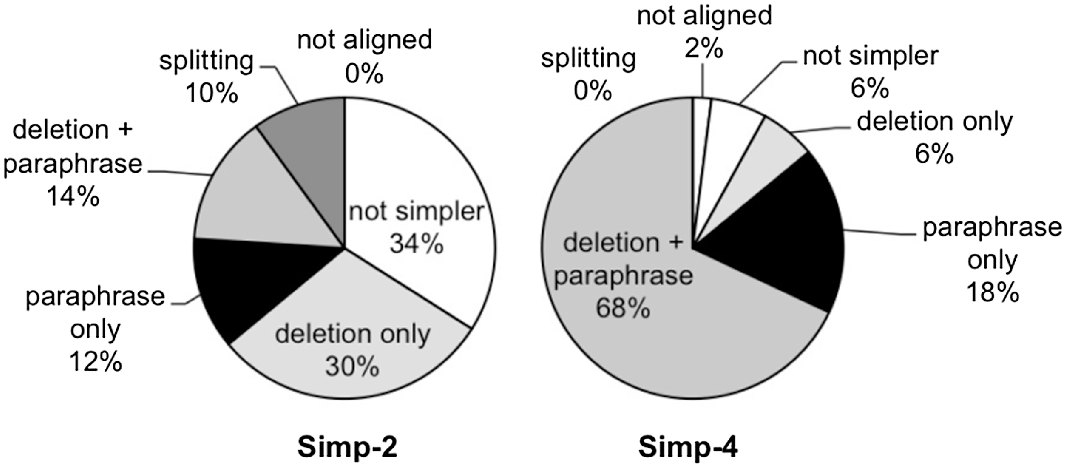 not aligned
0%
splitting
10%
deletion +
paraphrase
14%
not simpler
34%
paraphrase
only
12%
deletion only
30%
Simp-2
not aligned
2%
splitting
0%
not simpler
6%
deletion only
6%
paraphrase
only
18%
deletion +
paraphrase
68%
Simp-4